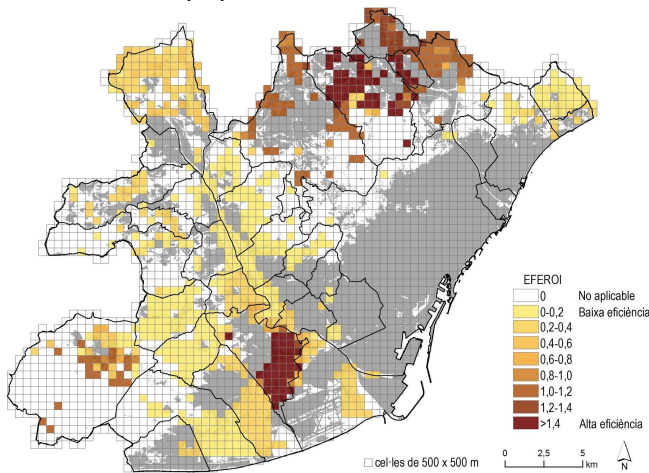 EFEROI
0 No aplicable
0-0,2 Baixa eficiència
0,2-0,4
0,4-0,6
0,6-0,8
0,8-1,0
1,0-1,2
1,2-1,4
>1,4 Alta eficiència
cel·les de 500 x 500 m
0 2,5 5
km
N